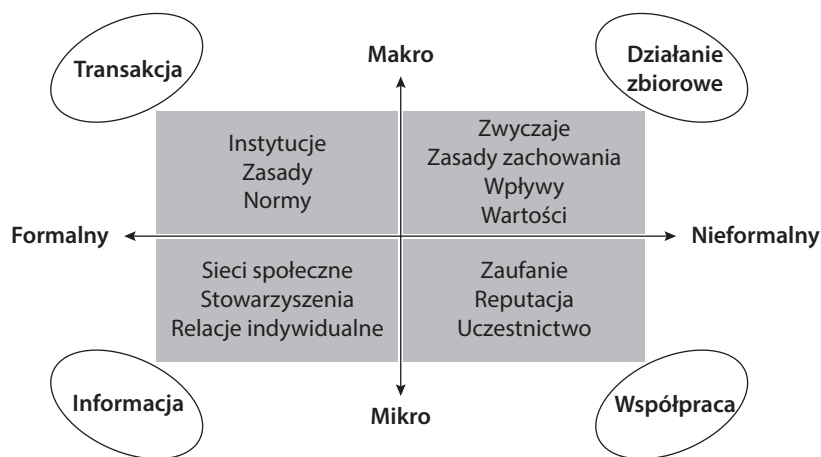 Transakcja
Makro
Działanie
zbiorowe
Instytucje
Zasady
Normy
Zwyczaje
Zasady zachowania
Wpływy
Wartości
Formalny
Nieformalny
Sieci społeczne
Stowarzyszenia
Relacje indywidualne
Zaufanie
Reputacja
Uczestnictwo
Informacja
Mikro
Współpraca